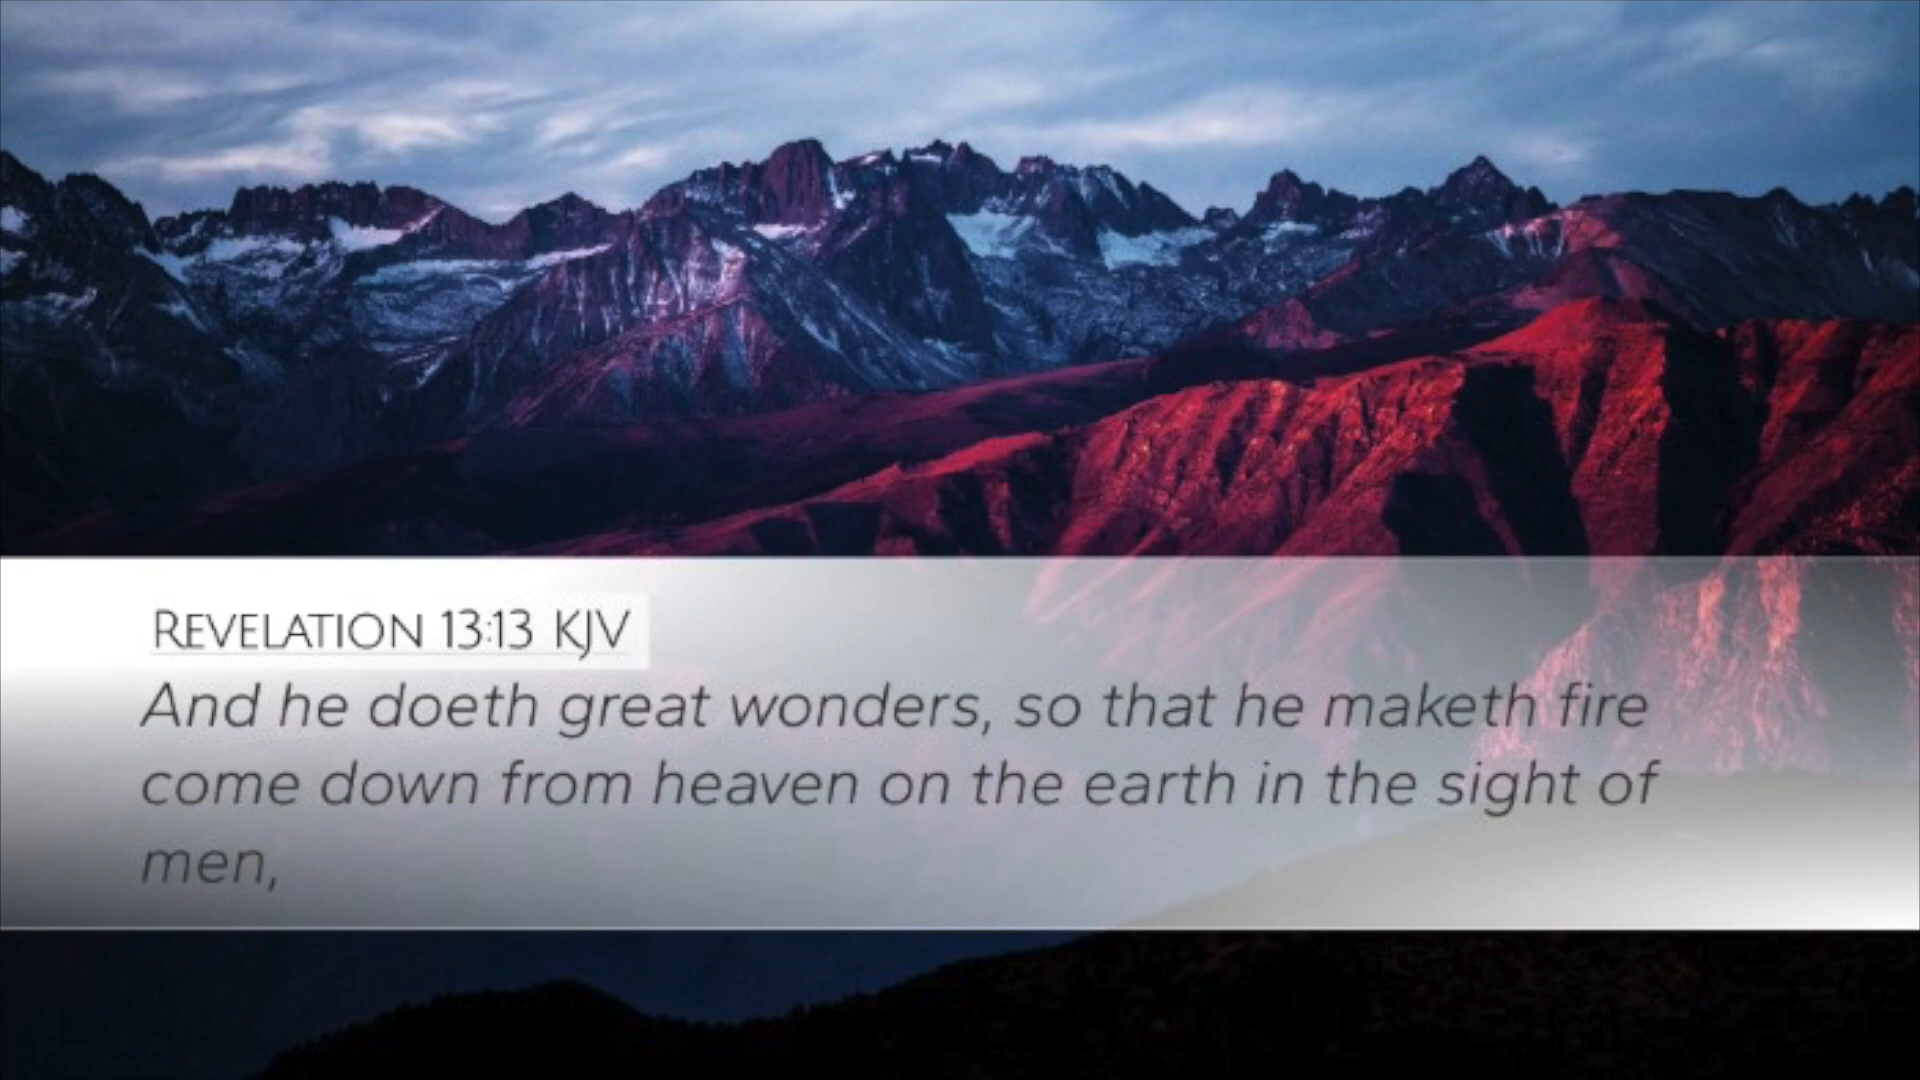 Revelation 13:13 KJV
And he doeth great wonders, so that he maketh fire
come down from heaven on the earth in the sight of
men,